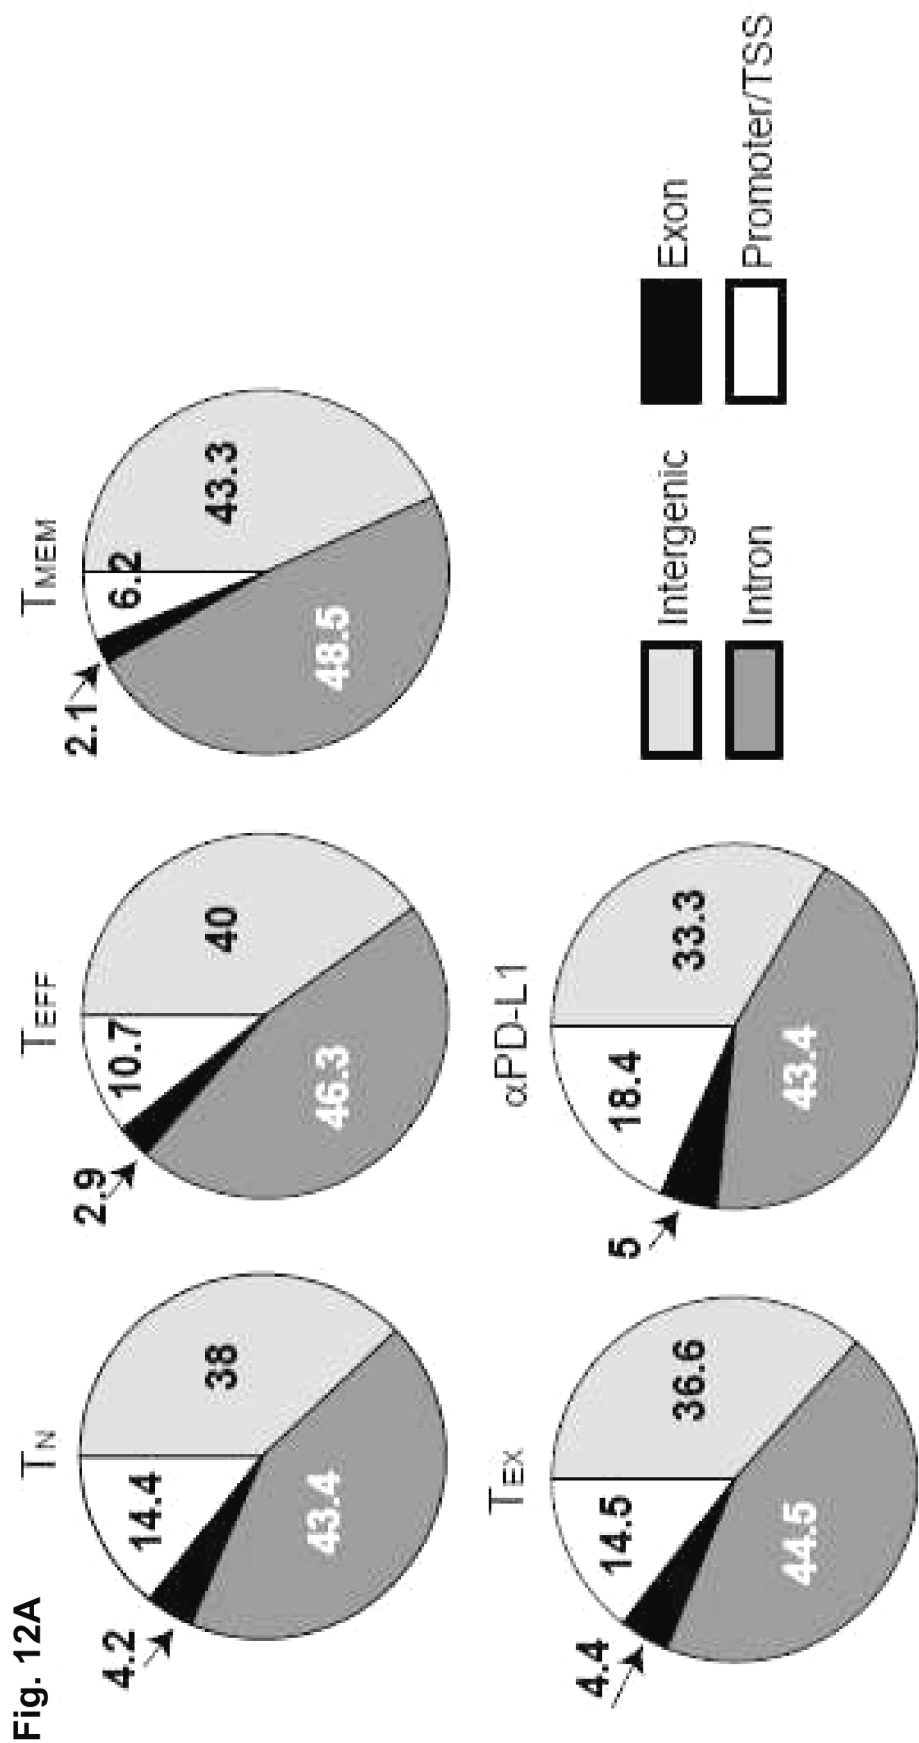 Fig. 12A
TN
14.4
38
4.2
43.4
TEFF
10.7
40
2.9
46.3
TMEM
6.2
43.3
2.1
48.5
TEX
14.5
36.6
4.4
44.5
αPD-L1
18.4
33.3
5
43.4
Intergenic
Exon
Intron
Promoter/TSS